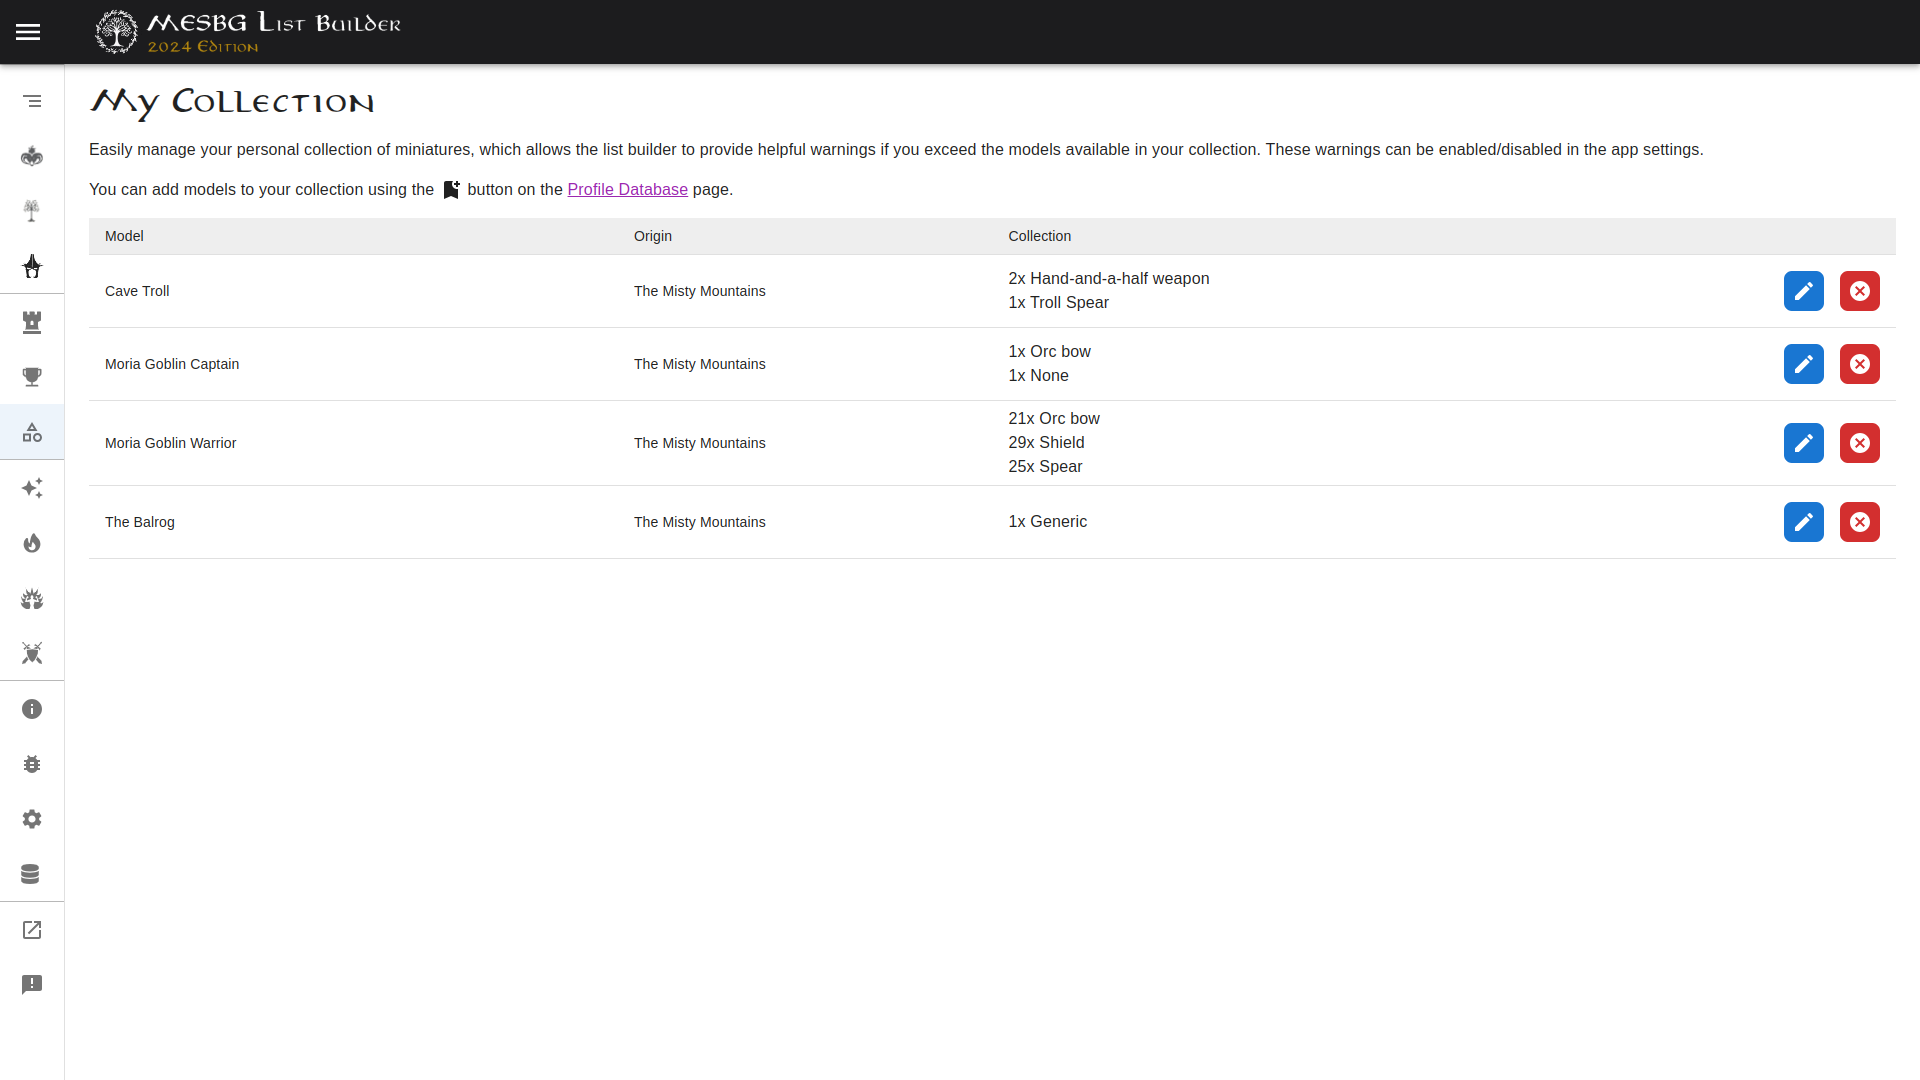 MESBG List Builder
2024 Edition
My Collection
Easily manage your personal collection of miniatures, which allows the list builder to provide helpful warnings if you exceed the models available in your collection. These warnings can be enabled/disabled in the app settings.
You can add models to your collection using the button on the Profile Database page.
Model Origin Collection
Cave Troll The Misty Mountains 2x Hand-and-a-half weapon
1x Troll Spear
Moria Goblin Captain The Misty Mountains 1x Orc bow
1x None
Moria Goblin Warrior The Misty Mountains 21x Orc bow
29x Shield
25x Spear
The Balrog The Misty Mountains 1x Generic